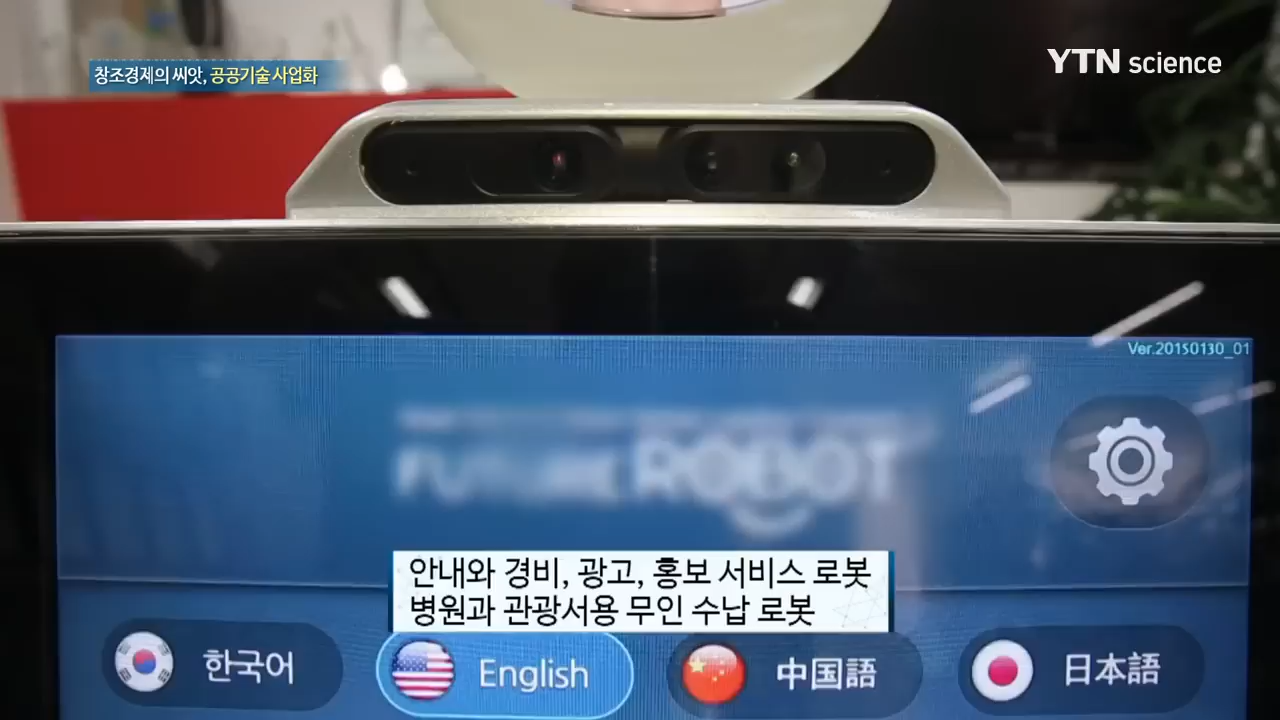 창조경제의 씨앗, 공공기술 사업화
YTN science
Ver.20150130_01
FUTURE ROBOT
안내와 경비, 광고, 홍보 서비스 로봇
병원과 관광서용 무인 수납 로봇
한국어
English
中国語
日本語